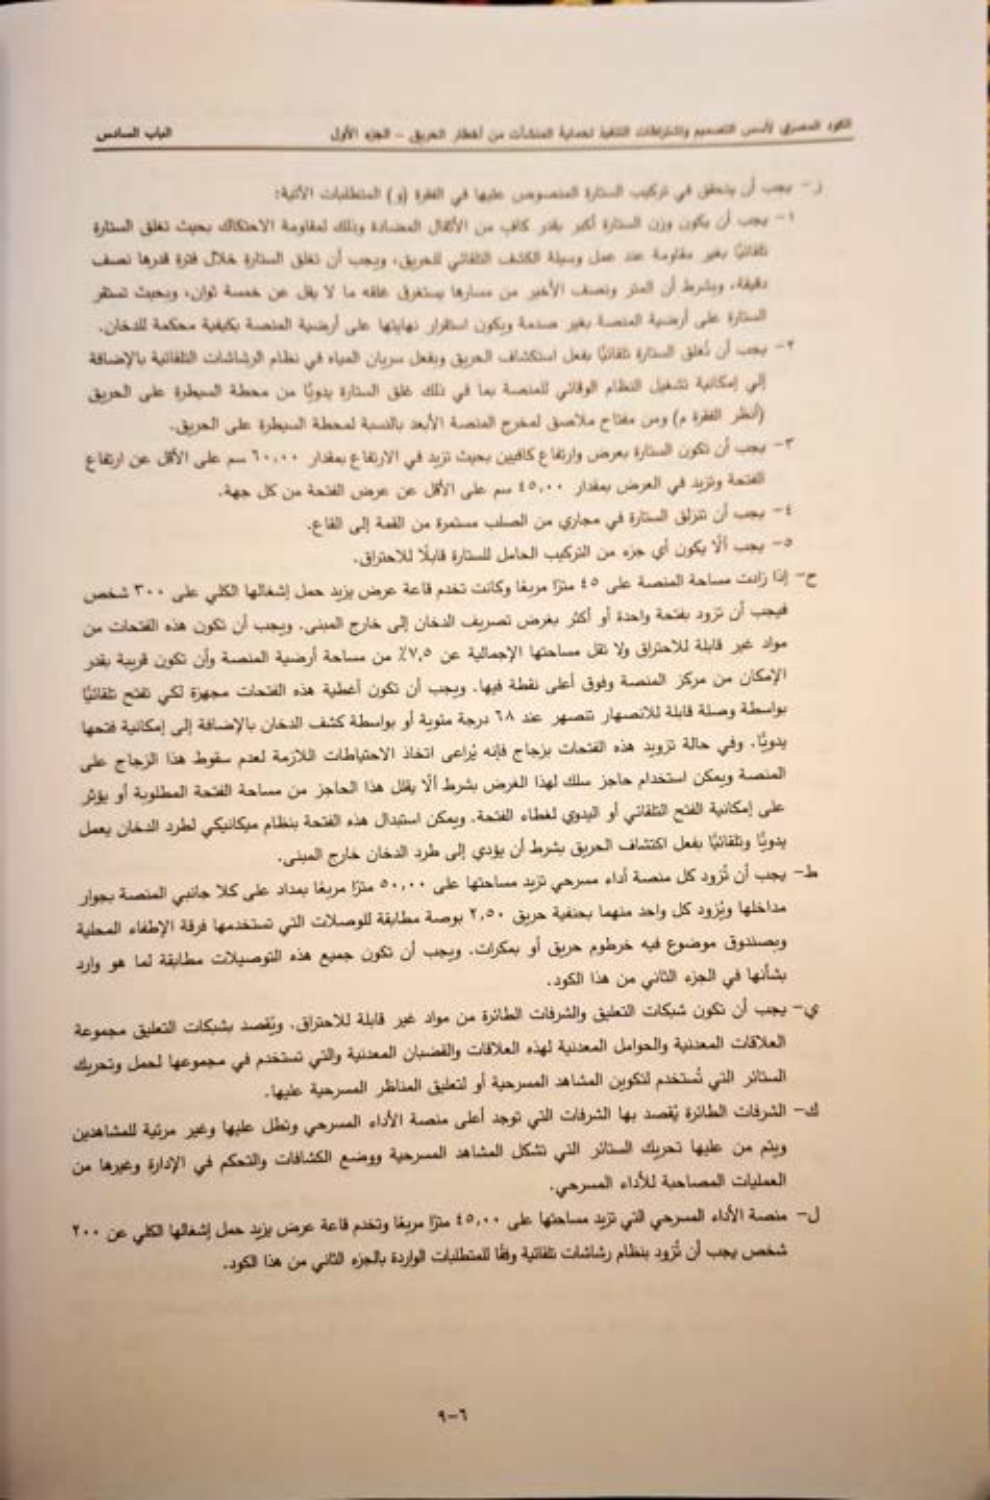 الكود المصري لأسس التصميم واشتراطات التنفيذ لحماية المنشآت من أخطار الحريق – الجزء الأول
الباب السادس
ز- يجب أن يتحقق في تركيب الستارة المنصوص عليها في الفقرة (و) المتطلبات الآتية:
١- يجب أن يكون وزن الستارة أكبر بقدر كاف من الأثقال المضادة وذلك لمقاومة الاحتكاك بحيث تغلق الستارة
تلقائيًا بغير مقاومة عند عمل وسيلة الكشف التلقائي للحريق، ويجب أن تغلق الستارة خلال فترة قدرها نصف
دقيقة، ويشرط أن المتر ونصف الأخير من مسارها يستغرق غلقه ما لا يقل عن خمسة ثوان، وبحيث تستقر
الستارة على أرضية المنصة بغير صدمة ويكون استقرار نهايتها على أرضية المنصة بكيفية محكمة للدخان.
٢- يجب أن تُغلق الستارة تلقائيًا بفعل استكشاف الحريق وبفعل سريان المياه في نظام الرشاشات التلقائية بالإضافة
إلي إمكانية تشغيل النظام الوقائي للمنصة بما في ذلك غلق الستارة يدويًا من محطة السيطرة على الحريق
(أنظر الفقرة م) ومن مفتاح ملاصق لمخرج المنصة الأبعد بالنسبة لمحطة السيطرة على الحريق.
٣- يجب أن تكون الستارة بعرض وارتفاع كافيين بحيث تزيد في الارتفاع بمقدار ٦٠,٠٠ سم على الأقل عن ارتفاع
الفتحة وتزيد في العرض بمقدار ٤٥,٠٠ سم على الأقل عن عرض الفتحة من كل جهة.
٤- يجب أن تنزلق الستارة في مجاري من الصلب مستمرة من القمة إلى القاع.
٥- يجب ألّا يكون أي جزء من التركيب الحامل للستارة قابلًا للاحتراق.
ح- إذا زادت مساحة المنصة على ٤٥ مترًا مربعًا وكانت تخدم قاعة عرض يزيد حمل إشغالها الكلي على ٣٠٠ شخص
فيجب أن تزود بفتحة واحدة أو أكثر بغرض تصريف الدخان إلى خارج المبنى. ويجب أن تكون هذه الفتحات من
مواد غير قابلة للاحتراق ولا تقل مساحتها الإجمالية عن ٧,٥٪ من مساحة أرضية المنصة وأن تكون قريبة بقدر
الإمكان من مركز المنصة وفوق أعلى نقطة فيها. ويجب أن تكون أغطية هذه الفتحات مجهزة لكي تفتح تلقائيًا
بواسطة وصلة قابلة للانصهار تنصهر عند ٦٨ درجة مئوية أو بواسطة كشف الدخان بالإضافة إلى إمكانية فتحها
يدويًا. وفي حالة تزويد هذه الفتحات بزجاج فإنه يُراعى اتخاذ الاحتياطات اللازمة لعدم سقوط هذا الزجاج على
المنصة ويمكن استخدام حاجز سلك لهذا الغرض بشرط ألّا يقلل هذا الحاجز من مساحة الفتحة المطلوبة أو يؤثر
على إمكانية الفتح التلقائي أو اليدوي لغطاء الفتحة. ويمكن استبدال هذه الفتحة بنظام ميكانيكي لطرد الدخان يعمل
يدويًا وتلقائيًا بفعل اكتشاف الحريق بشرط أن يؤدي إلى طرد الدخان خارج المبنى.
ط- يجب أن تُزود كل منصة أداء مسرحي تزيد مساحتها على ٥٠,٠٠ مترًا مربعًا بمداد على كلا جانبي المنصة بجوار
مداخلها ويُزود كل واحد منهما بحنفية حريق ٢,٥٠ بوصة مطابقة للوصلات التي تستخدمها فرقة الإطفاء المحلية
وبصندوق موضوع فيه خرطوم حريق أو بمكرات. ويجب أن تكون جميع هذه التوصيلات مطابقة لما هو وارد
بشأنها في الجزء الثاني من هذا الكود.
ي- يجب أن تكون شبكات التعليق والشرفات الطائرة من مواد غير قابلة للاحتراق. ويُقصد بشبكات التعليق مجموعة
العلاقات المعدنية والحوامل المعدنية لهذه العلاقات والقضبان المعدنية والتي تستخدم في مجموعها لحمل وتحريك
الستائر التي تُستخدم لتكوين المشاهد المسرحية أو لتعليق المناظر المسرحية عليها.
ك- الشرفات الطائرة يُقصد بها الشرفات التي توجد أعلى منصة الأداء المسرحي وتطل عليها وغير مرئية للمشاهدين
ويتم من عليها تحريك الستائر التي تشكل المشاهد المسرحية ووضع الكشافات والتحكم في الإدارة وغيرها من
العمليات المصاحبة للأداء المسرحي.
ل- منصة الأداء المسرحي التي تزيد مساحتها على ٤٥,٠٠ مترًا مربعًا وتخدم قاعة عرض يزيد حمل إشغالها الكلي عن ٢٠٠
شخص يجب أن تُزود بنظام رشاشات تلقائية وفقًا للمتطلبات الواردة بالجزء الثاني من هذا الكود.
٦-٩